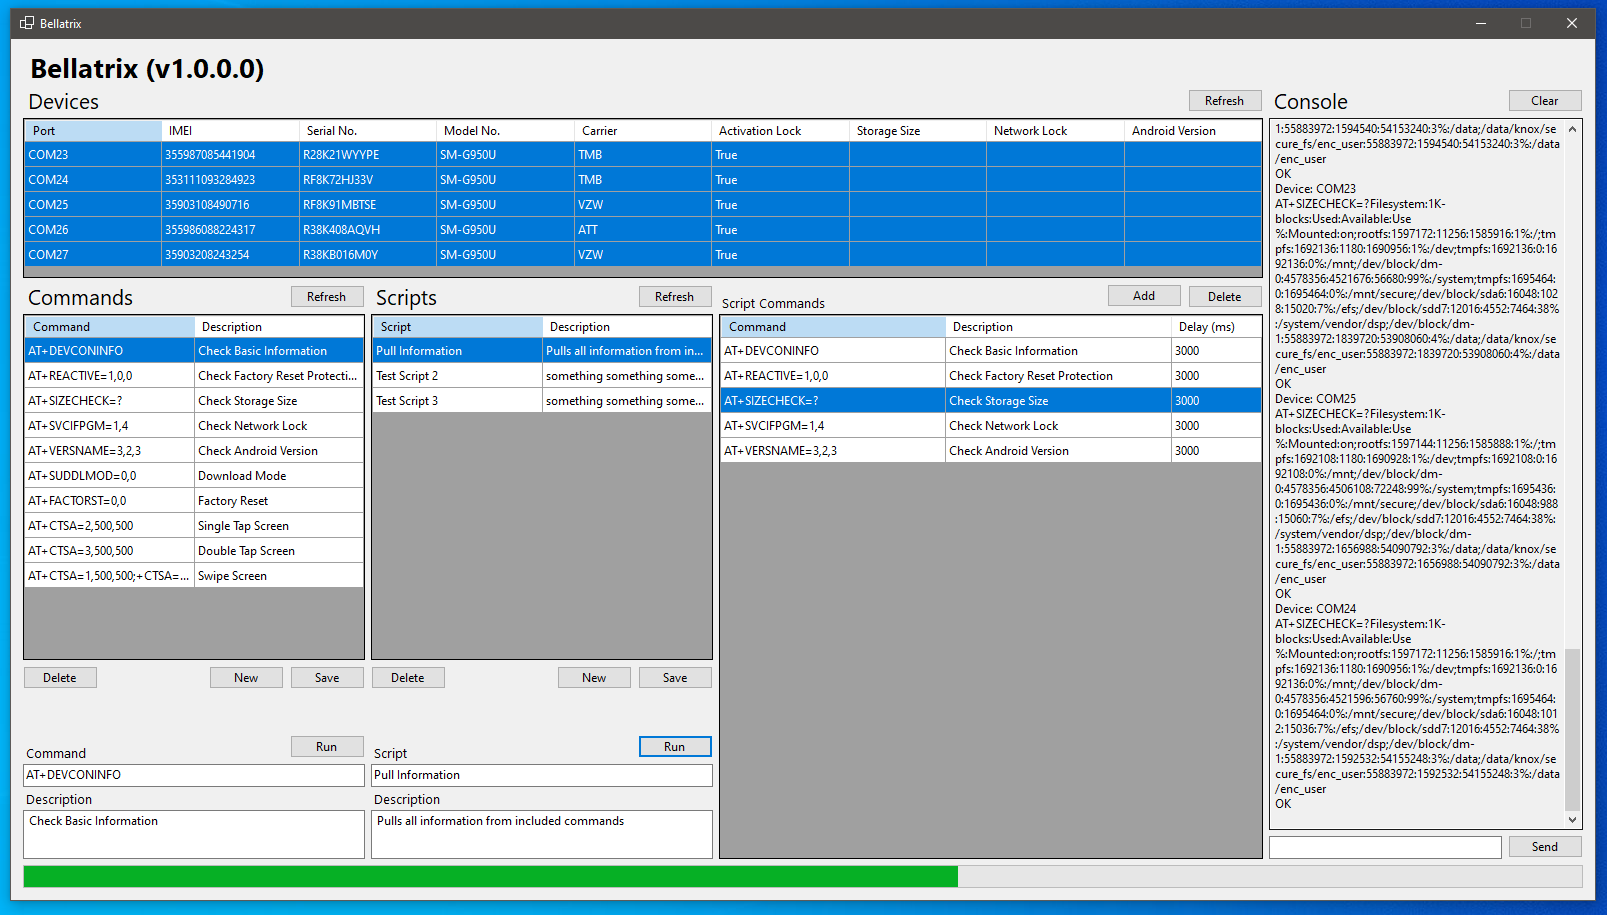 Bellatrix
Bellatrix (v1.0.0.0)
Devices
Refresh
Port IMEI Serial No. Model No. Carrier Activation Lock Storage Size Network Lock Android Version
COM23 355987085441904 R28K21WYYPE SM-G950U TMB True
COM24 353111093284923 RF8K72HJ33V SM-G950U TMB True
COM25 35903108490716 RF8K91MBTSE SM-G950U VZW True
COM26 355986088224317 R38K408AQVH SM-G950U ATT True
COM27 35903208243254 R38KB016M0Y SM-G950U VZW True
Commands
Refresh
Command Description
AT+DEVCONINFO Check Basic Information
AT+REACTIVE=1,0,0 Check Factory Reset Protecti...
AT+SIZECHECK=? Check Storage Size
AT+SVCIFPGM=1,4 Check Network Lock
AT+VERSNAME=3,2,3 Check Android Version
AT+SUDDLMOD=0,0 Download Mode
AT+FACTORST=0,0 Factory Reset
AT+CTSA=2,500,500 Single Tap Screen
AT+CTSA=3,500,500 Double Tap Screen
AT+CTSA=1,500,500;+CTSA=... Swipe Screen
Delete New Save
Command
Run
AT+DEVCONINFO
Description
Check Basic Information
Scripts
Refresh
Script Description
Pull Information Pulls all information from in...
Test Script 2 something something some...
Test Script 3 something something some...
Delete New Save
Script
Run
Pull Information
Description
Pulls all information from included commands
Script Commands
Add Delete
Command Description Delay (ms)
AT+DEVCONINFO Check Basic Information 3000
AT+REACTIVE=1,0,0 Check Factory Reset Protection 3000
AT+SIZECHECK=? Check Storage Size 3000
AT+SVCIFPGM=1,4 Check Network Lock 3000
AT+VERSNAME=3,2,3 Check Android Version 3000
Console
Clear
1:55883972:1594540:54153240:3%:/data;/data/knox/se
cure_fs/enc_user:55883972:1594540:54153240:3%:/data
/enc_user
OK
Device: COM23
AT+SIZECHECK=?Filesystem:1K-
blocks:Used:Available:Use
%:Mounted:on;rootfs:1597172:11256:1585916:1%:/;tm
pfs:1692136:1180:1690956:1%:/dev;tmpfs:1692136:0:16
92136:0%:/mnt;/dev/block/dm-
0:4578356:4521676:56680:99%:/system;tmpfs:1695464:
0:1695464:0%:/mnt/secure;/dev/block/sda6:16048:102
8:15020:7%:/efs;/dev/block/sdd7:12016:4552:7464:38%
:/system/vendor/dsp;/dev/block/dm-
1:55883972:1839720:53908060:4%:/data;/data/knox/se
cure_fs/enc_user:55883972:1839720:53908060:4%:/data
/enc_user
OK
Device: COM25
AT+SIZECHECK=?Filesystem:1K-
blocks:Used:Available:Use
%:Mounted:on;rootfs:1597144:11256:1585888:1%:/;tm
pfs:1692108:1180:1690928:1%:/dev;tmpfs:1692108:0:16
92108:0%:/mnt;/dev/block/dm-
0:4578356:4506108:72248:99%:/system;tmpfs:1695436:
0:1695436:0%:/mnt/secure;/dev/block/sda6:16048:988
:15060:7%:/efs;/dev/block/sdd7:12016:4552:7464:38%:
/system/vendor/dsp;/dev/block/dm-
1:55883972:1656988:54090792:3%:/data;/data/knox/se
cure_fs/enc_user:55883972:1656988:54090792:3%:/data
/enc_user
OK
Device: COM24
AT+SIZECHECK=?Filesystem:1K-
blocks:Used:Available:Use
%:Mounted:on;rootfs:1597172:11256:1585916:1%:/;tm
pfs:1692136:1180:1690956:1%:/dev;tmpfs:1692136:0:16
92136:0%:/mnt;/dev/block/dm-
0:4578356:4521596:56760:99%:/system;tmpfs:1695464:
0:1695464:0%:/mnt/secure;/dev/block/sda6:16048:101
2:15036:7%:/efs;/dev/block/sdd7:12016:4552:7464:38%
:/system/vendor/dsp;/dev/block/dm-
1:55883972:1592532:54155248:3%:/data;/data/knox/se
cure_fs/enc_user:55883972:1592532:54155248:3%:/data
/enc_user
OK
Send